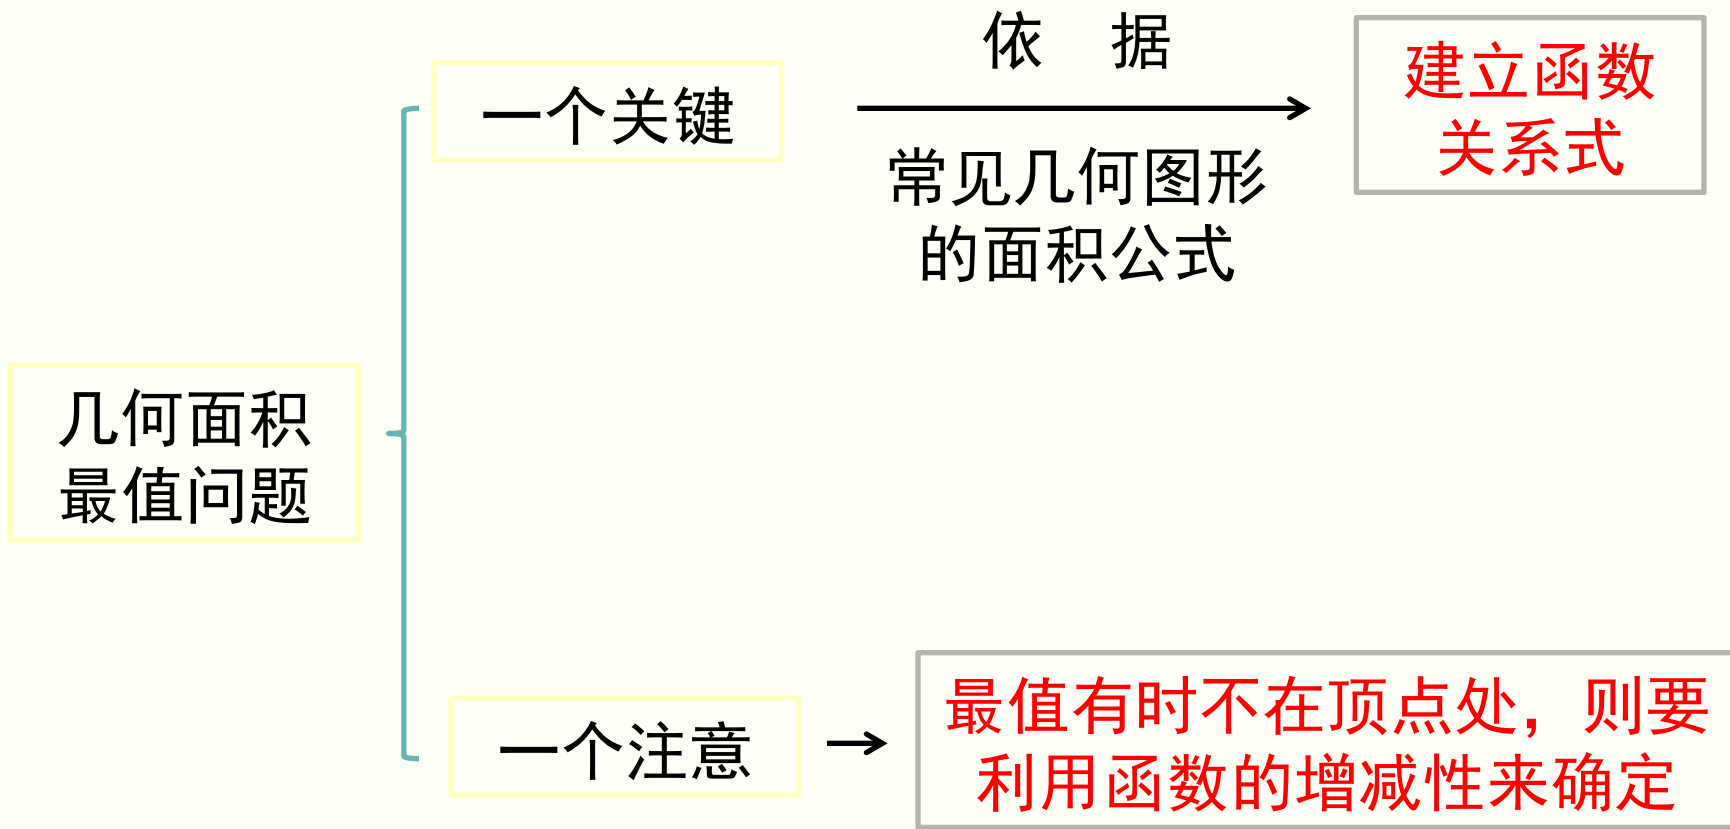 几何面积
最值问题
一个关键
依 据
常见几何图形
的面积公式
建立函数
关系式
一个注意
最值有时不在顶点处，则要
利用函数的增减性来确定